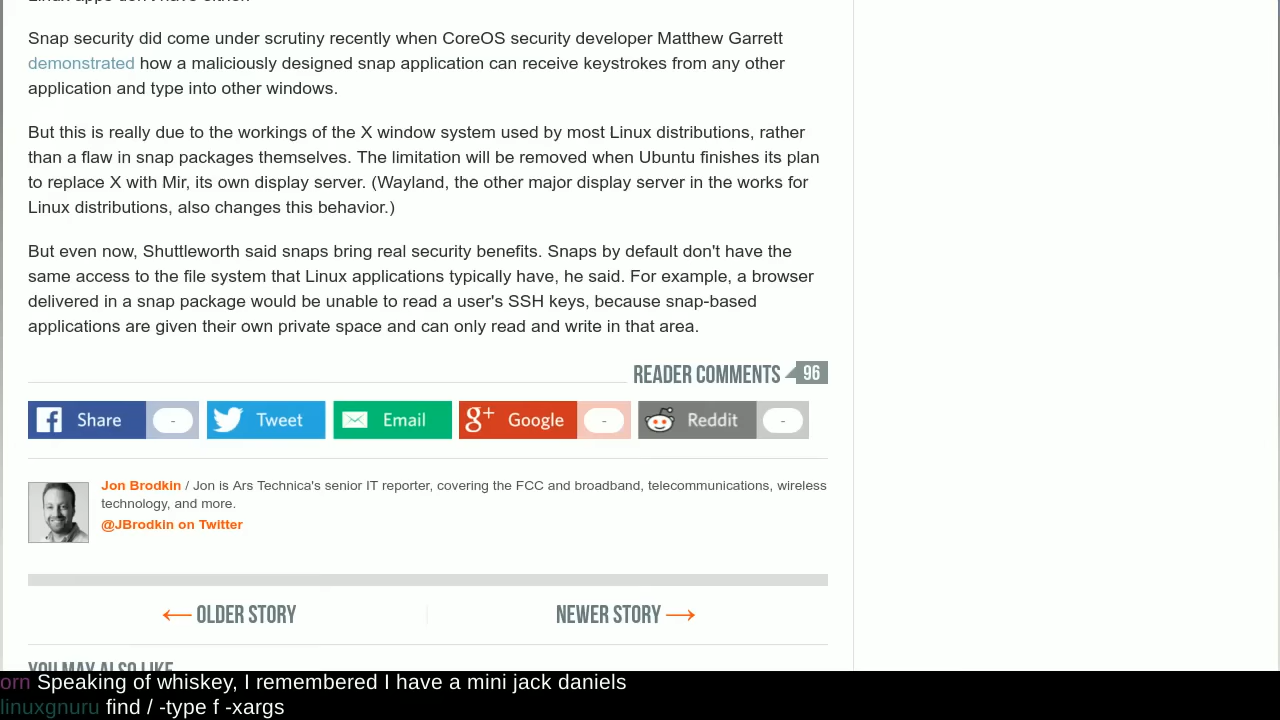 Snap security did come under scrutiny recently when CoreOS security developer Matthew Garrett
demonstrated how a maliciously designed snap application can receive keystrokes from any other
application and type into other windows.
But this is really due to the workings of the X window system used by most Linux distributions, rather
than a flaw in snap packages themselves. The limitation will be removed when Ubuntu finishes its plan
to replace X with Mir, its own display server. (Wayland, the other major display server in the works for
Linux distributions, also changes this behavior.)
But even now, Shuttleworth said snaps bring real security benefits. Snaps by default don't have the
same access to the file system that Linux applications typically have, he said. For example, a browser
delivered in a snap package would be unable to read a user's SSH keys, because snap-based
applications are given their own private space and can only read and write in that area.
READER COMMENTS 96
Share - Tweet Email g+ Google - Reddit -
Jon Brodkin / Jon is Ars Technica's senior IT reporter, covering the FCC and broadband, telecommunications, wireless
technology, and more.
@JBrodkin on Twitter
← OLDER STORY NEWER STORY →
YOU MAY ALSO LIKE
orn Speaking of whiskey, I remembered I have a mini jack daniels
linuxgnuru find / -type f -xargs